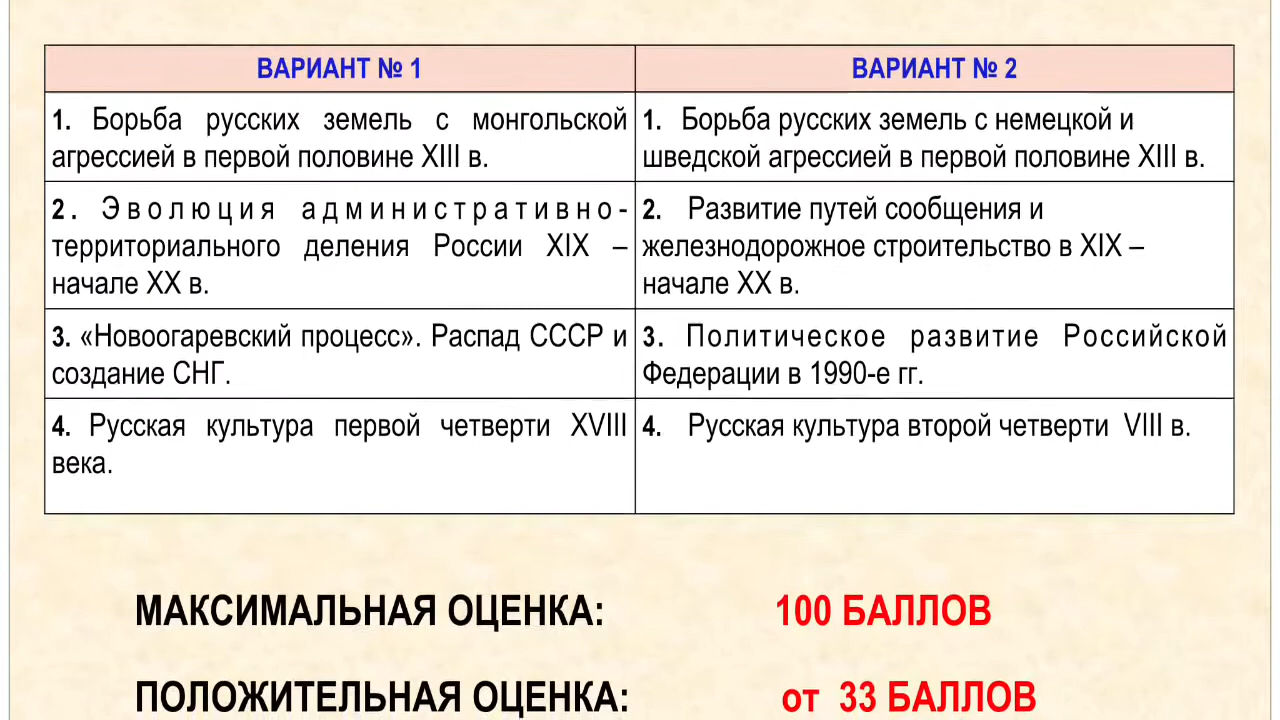 ВАРИАНТ № 1
ВАРИАНТ № 2
1. Борьба русских земель с монгольской
агрессией в первой половине XIII в.
1. Борьба русских земель с немецкой и
шведской агрессией в первой половине XIII в.
2. Эволюция административно-
территориального деления России XIX –
начале XX в.
2. Развитие путей сообщения и
железнодорожное строительство в XIX –
начале XX в.
3. «Новоогаревский процесс». Распад СССР и
создание СНГ.
3. Политическое развитие Российской
Федерации в 1990-е гг.
4. Русская культура первой четверти XVIII
века.
4. Русская культура второй четверти VIII в.
МАКСИМАЛЬНАЯ ОЦЕНКА: 100 БАЛЛОВ
ПОЛОЖИТЕЛЬНАЯ ОЦЕНКА: от 33 БАЛЛОВ